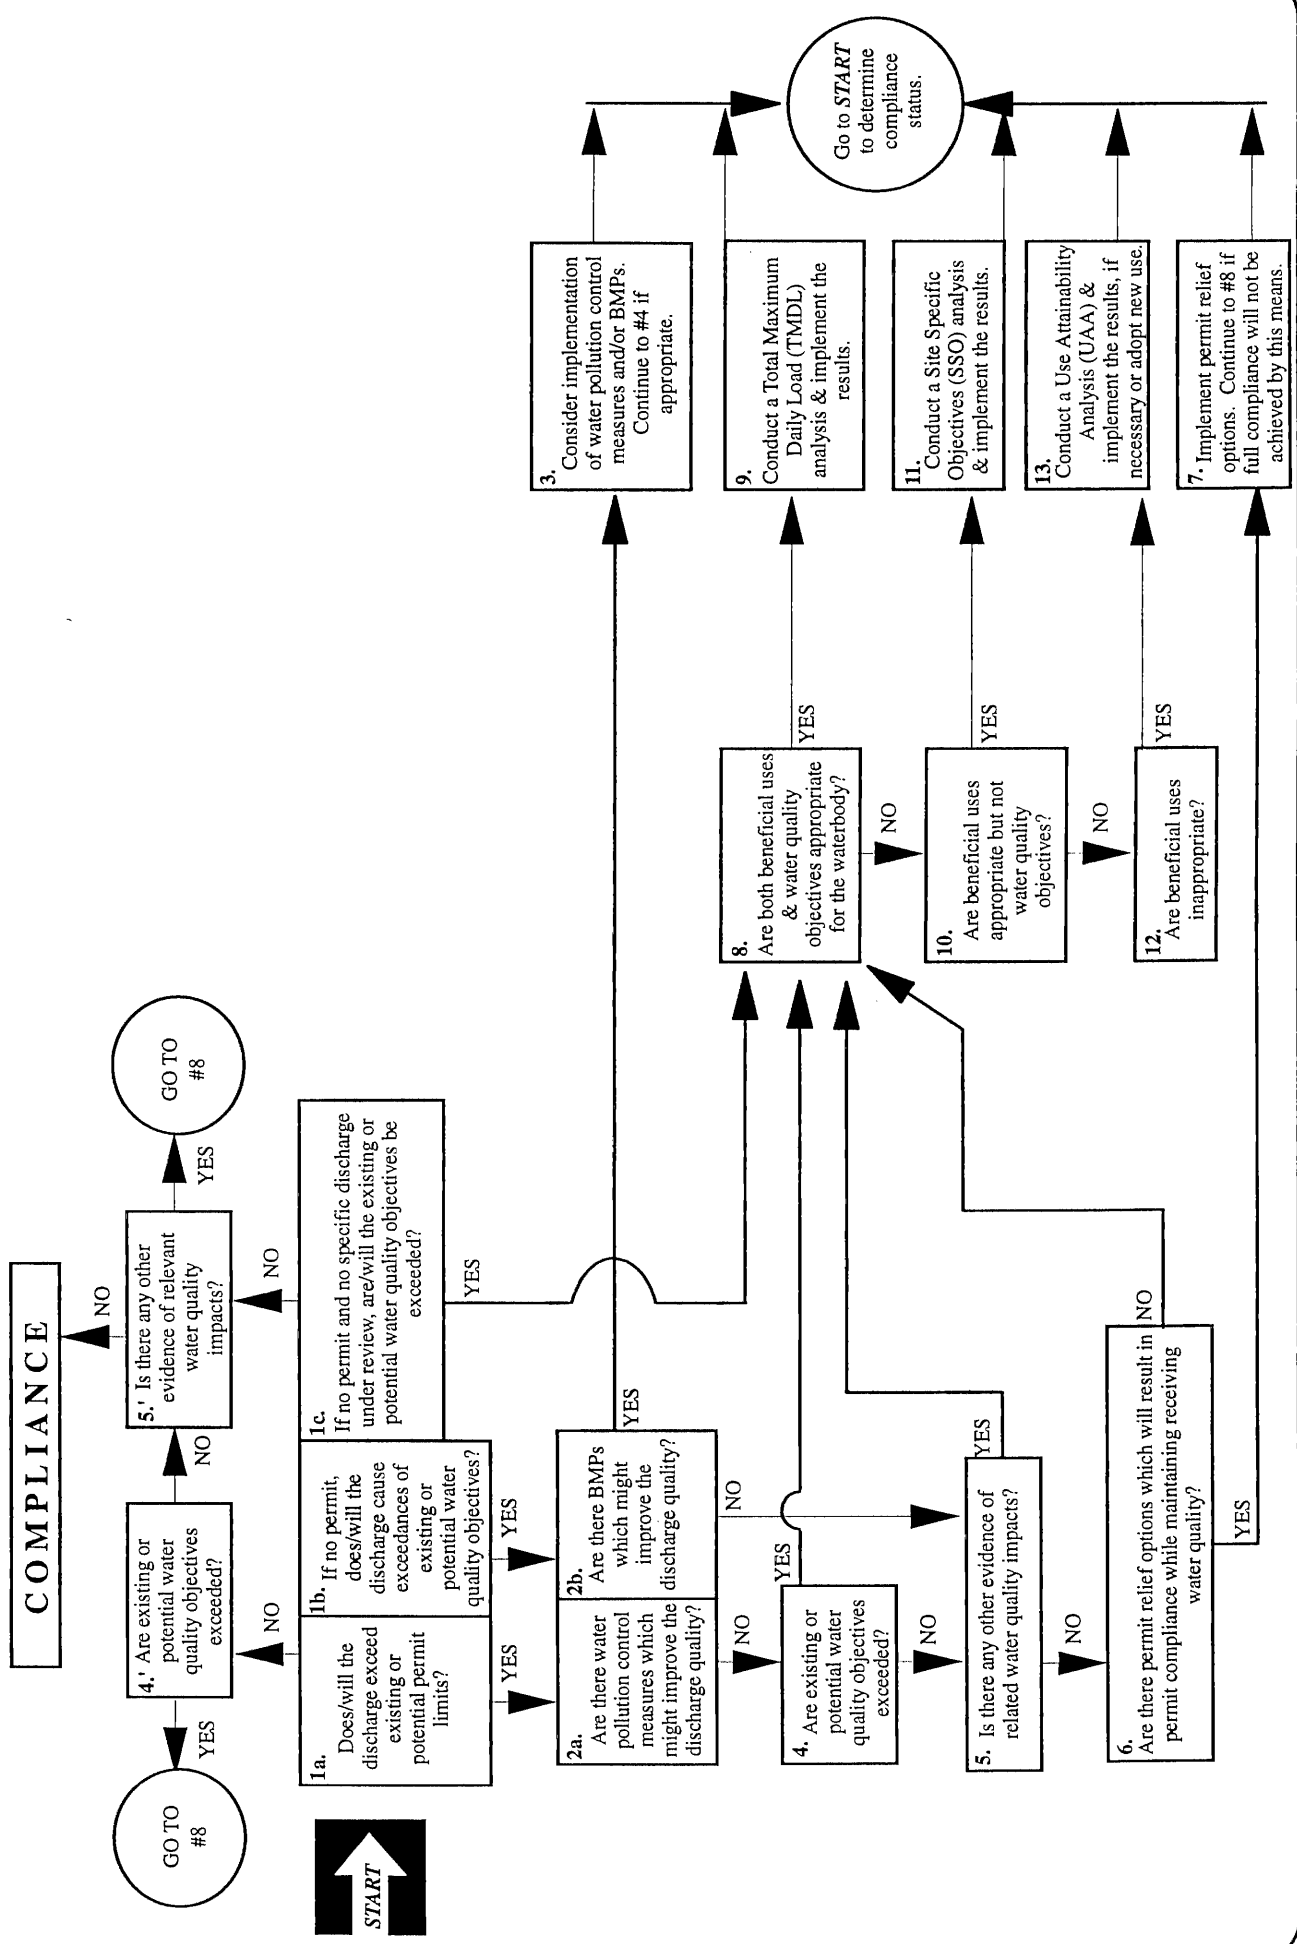 COMPLIANCE
GO TO
#8
YES
4.' Are existing or
potential water
quality objectives
exceeded?
NO
5.' Is there any other
evidence of relevant
water quality
impacts?
NO
YES
GO TO
#8
NO
NO
START
1a.
Does/will the
discharge exceed
existing or
potential permit
limits?
1b. If no permit,
does/will the
discharge cause
exceedances of
existing or
potential water
quality objectives?
1c.
If no permit and no specific discharge
under review, are/will the existing or
potential water quality objectives be
exceeded?
YES
YES
YES
2a.
Are there water
pollution control
measures which
might improve the
discharge quality?
2b.
Are there BMPs
which might
improve the
discharge quality?
YES
NO
NO
4. Are existing or
potential water
quality objectives
exceeded?
YES
NO
5. Is there any other evidence of
related water quality impacts?
YES
NO
6.
Are there permit relief options which will result in
permit compliance while maintaining receiving
water quality?
NO
YES
8.
Are both beneficial uses
& water quality
objectives appropriate
for the waterbody?
YES
NO
10.
Are beneficial uses
appropriate but not
water quality
objectives?
YES
NO
12.
Are beneficial uses
inappropriate?
YES
3.
Consider implementation
of water pollution control
measures and/or BMPs.
Continue to #4 if
appropriate.
9.
Conduct a Total Maximum
Daily Load (TMDL)
analysis & implement the
results.
11.
Conduct a Site Specific
Objectives (SSO) analysis
& implement the results.
13.
Conduct a Use Attainability
Analysis (UAA) &
implement the results, if
necessary or adopt new use.
7. Implement permit relief
options. Continue to #8 if
full compliance will not be
achieved by this means.
Go to START
to determine
compliance
status.